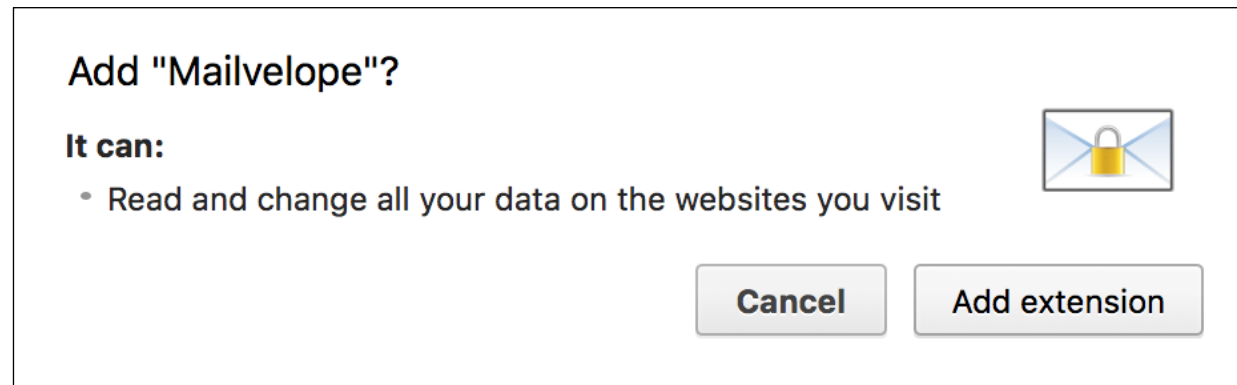 Add "Mailvelope"?
It can:
Read and change all your data on the websites you visit
Cancel Add extension